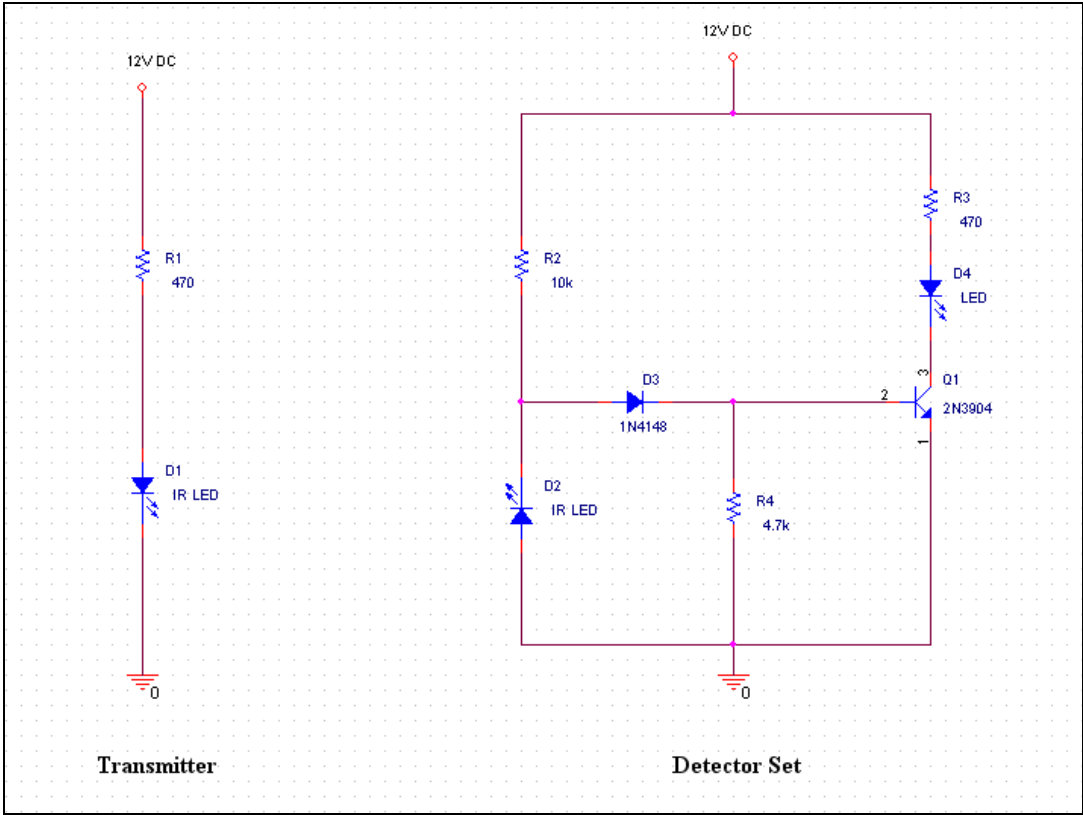 12V DC
R1
470
D1
IR LED
0
Transmitter
12V DC
R2
10k
R3
470
D4
LED
D3
1N4148
2
3
Q1
2N3904
1
D2
IR LED
R4
4.7k
0
Detector Set